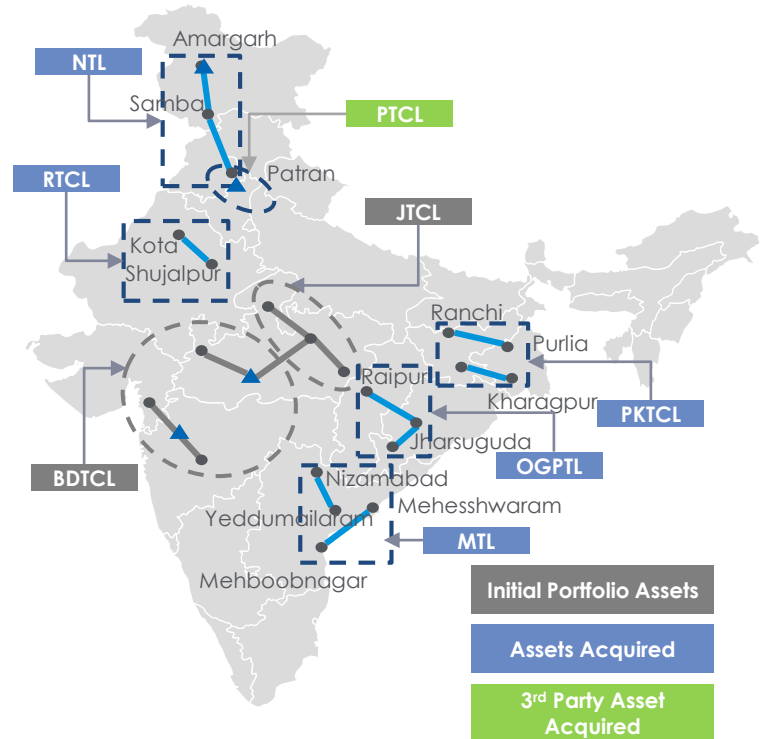 Amargarh
NTL
Samba
PTCL
Patran
RTCL
JTCL
Kota
Shujalpur
Ranchi
Purlia
Raipur
Kharagpur
PKTCL
BDTCL
Jharsuguda
OGPTL
Nizamabad
Yeddumailaram
Mehesshwaram
MTL
Mehboobnagar
Initial Portfolio Assets
Assets Acquired
3rd Party Asset
Acquired